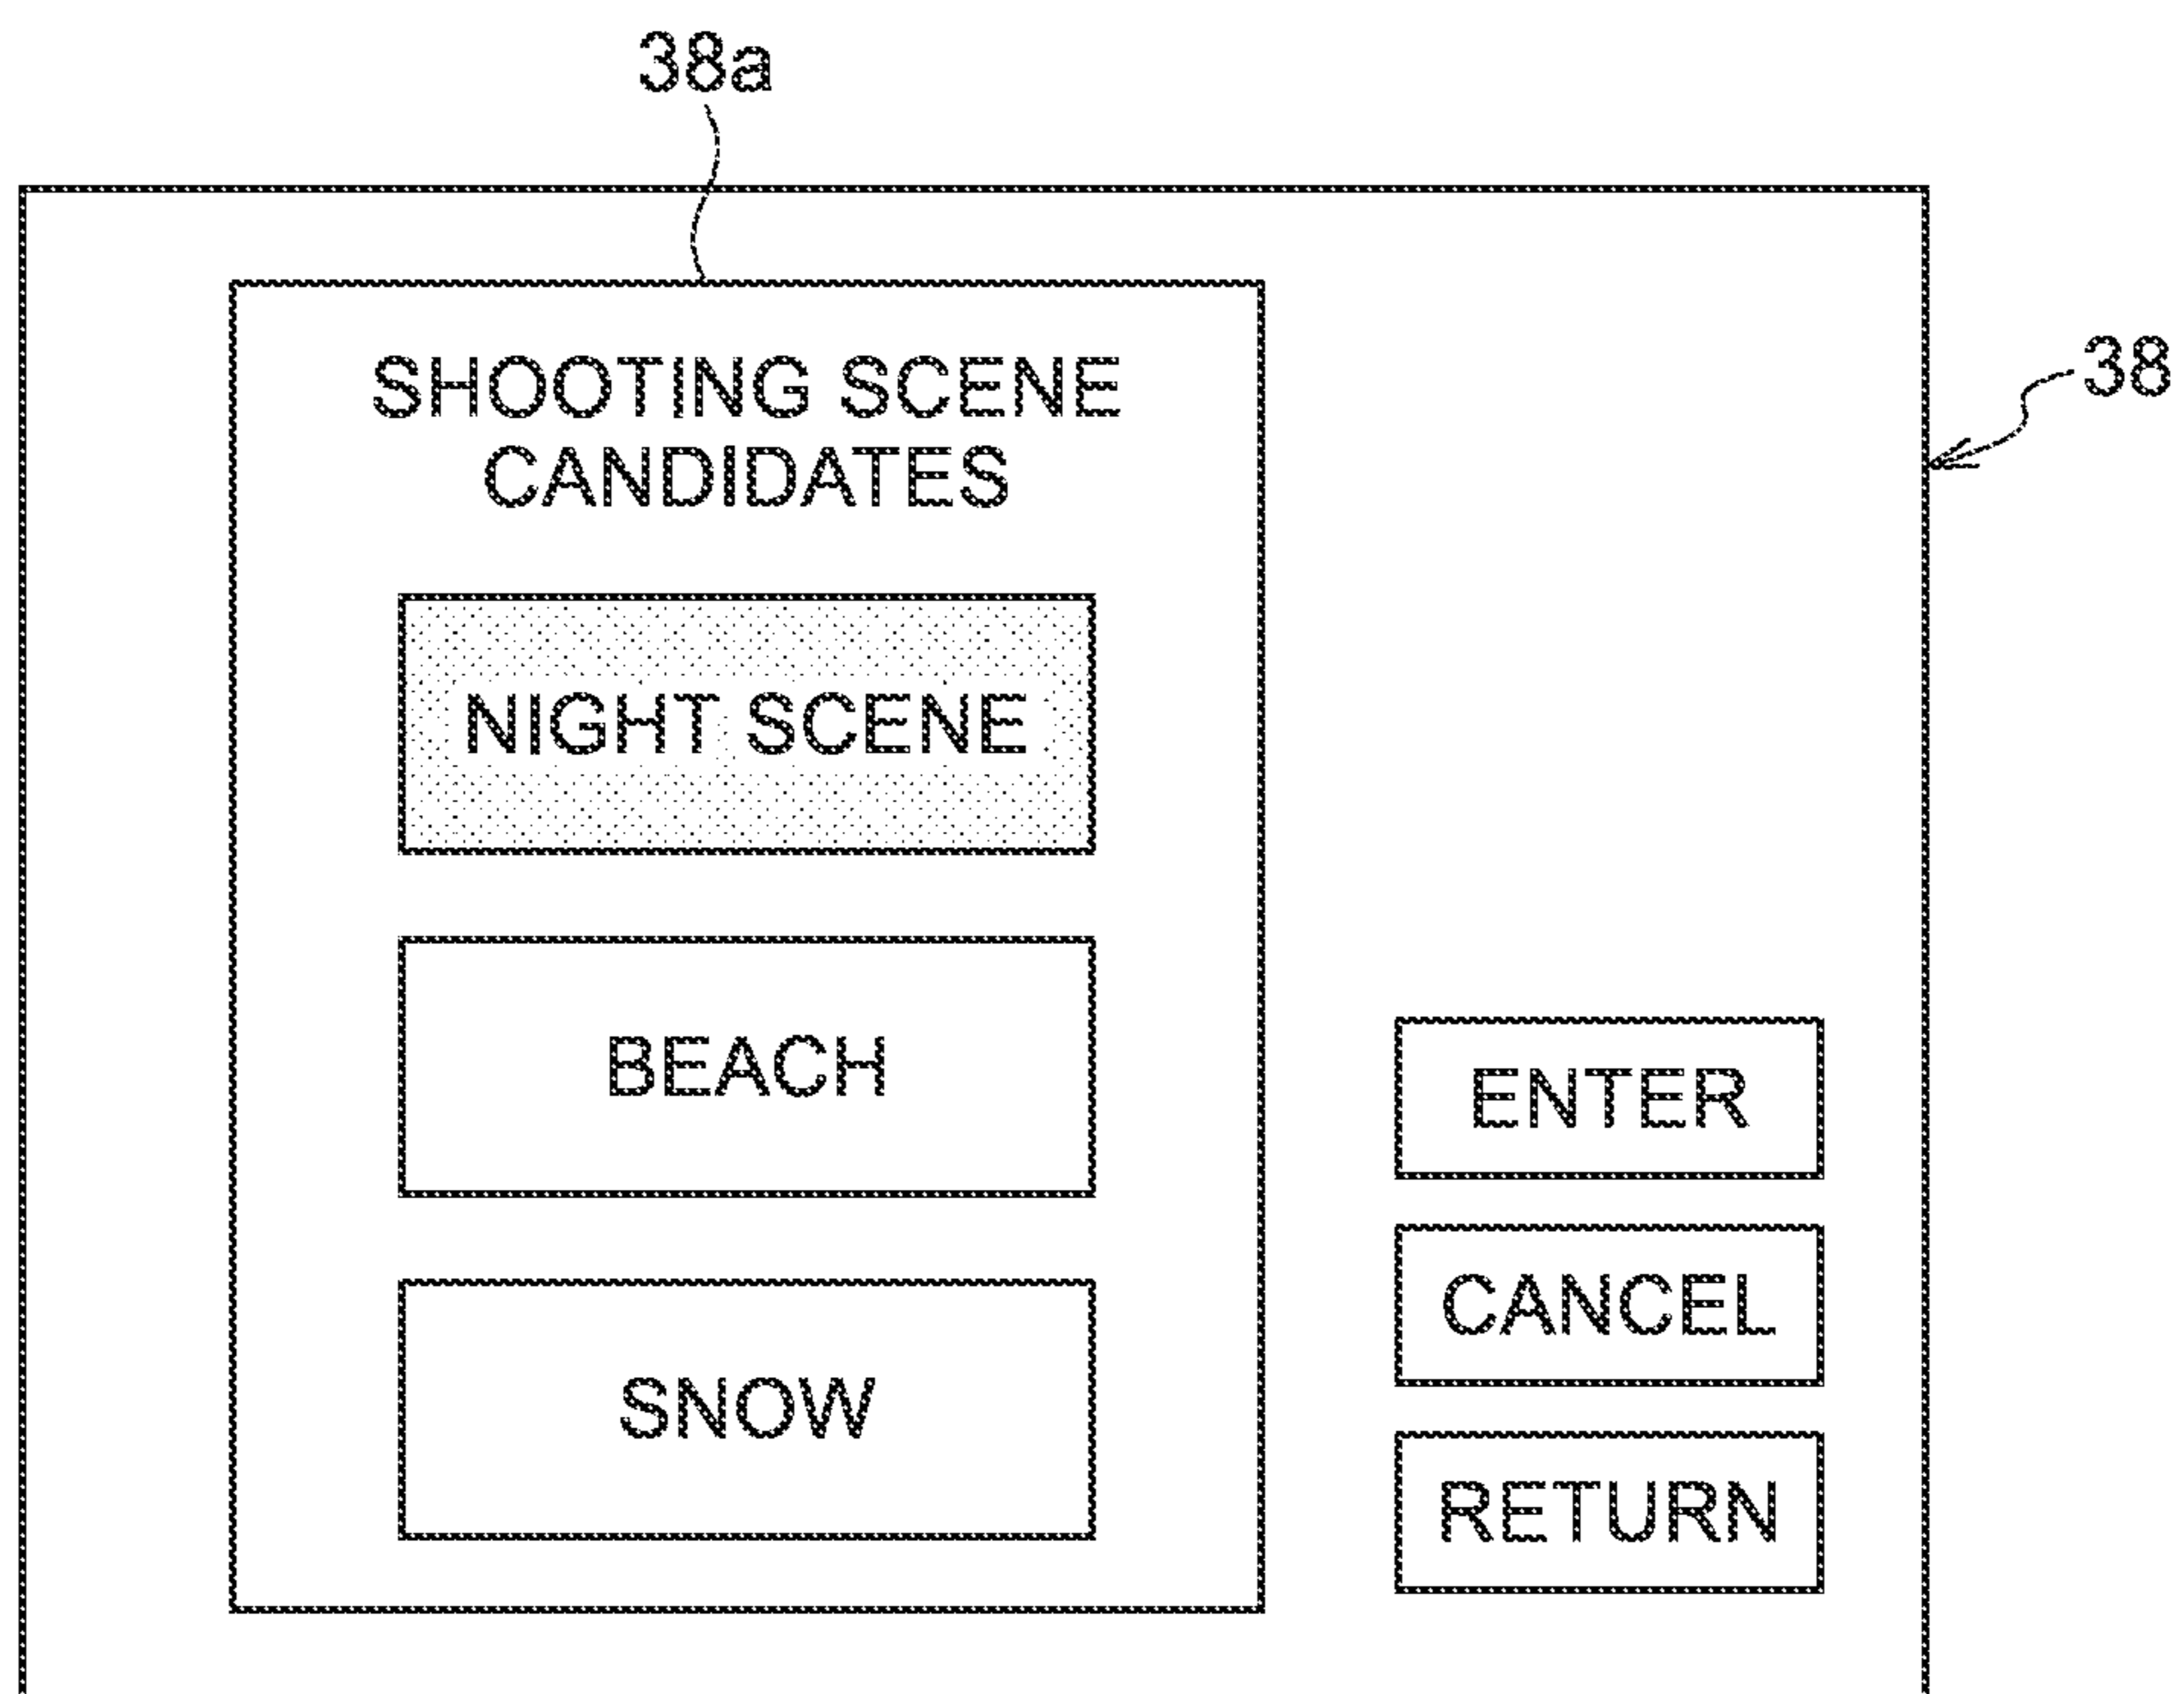 38a
38
SHOOTING SCENE
CANDIDATES
NIGHT SCENE
BEACH
SNOW
ENTER
CANCEL
RETURN